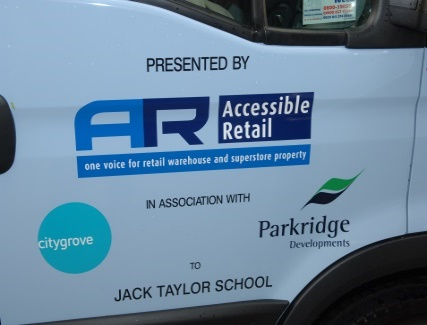 PRESENTED BY
AR Accessible
Retail
one voice for retail warehouse and superstore property
IN ASSOCIATION WITH
citygrove
Parkridge
Developments
TO
JACK TAYLOR SCHOOL